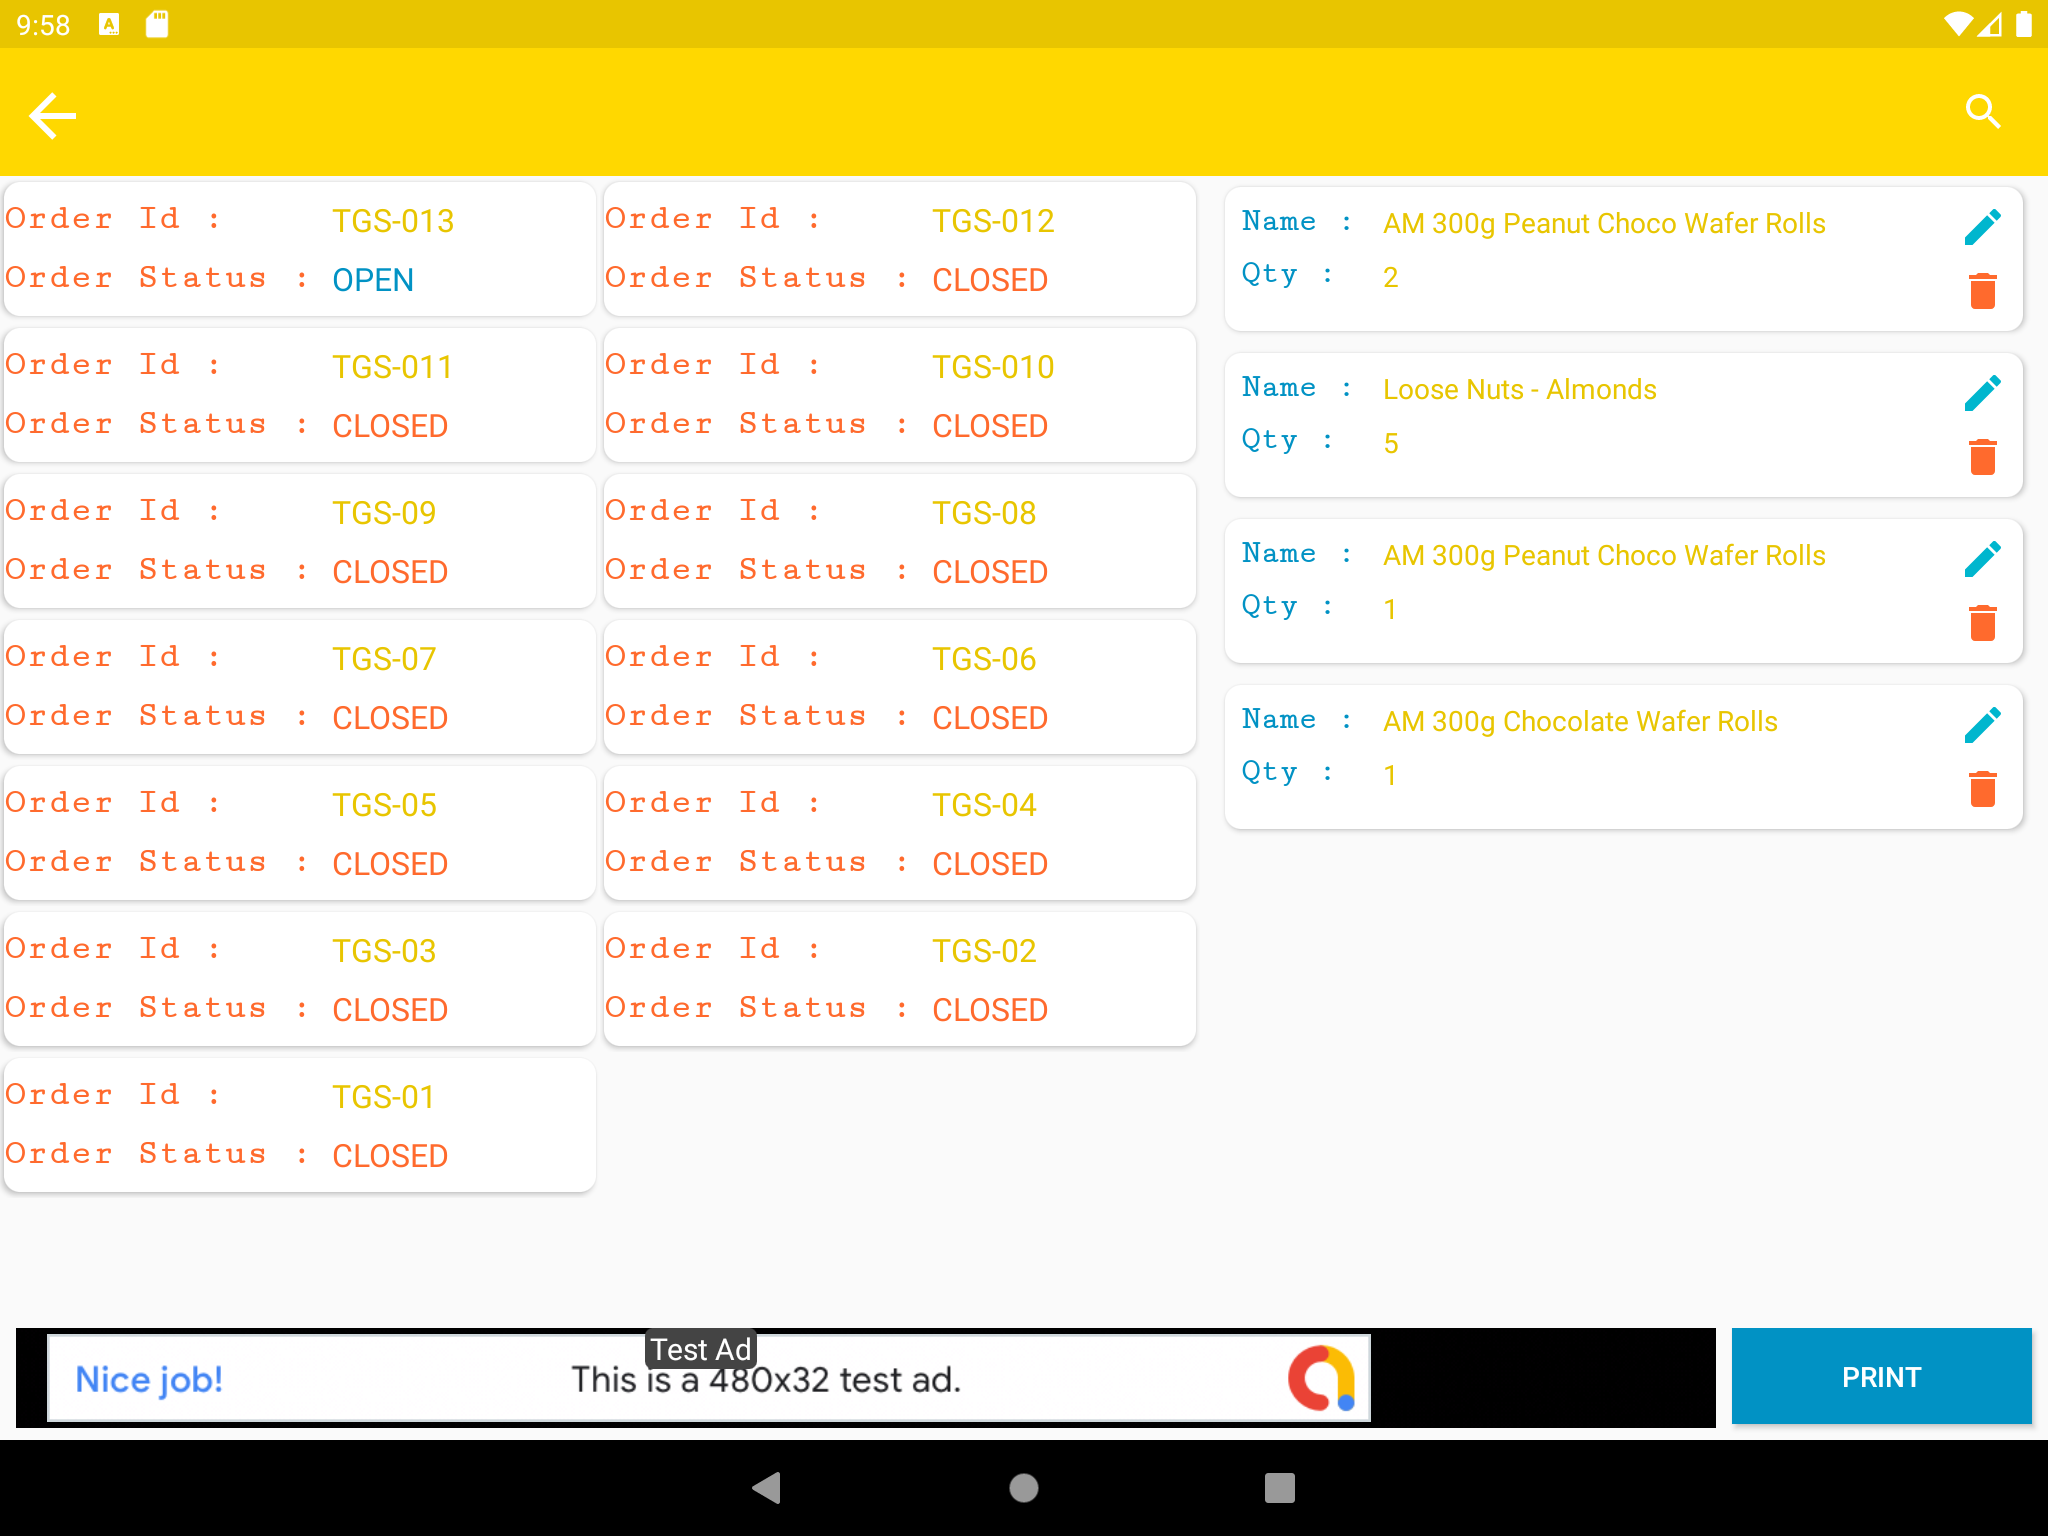 9:58
Order Id : TGS-013
Order Status : OPEN
Order Id : TGS-012
Order Status : CLOSED
Order Id : TGS-011
Order Status : CLOSED
Order Id : TGS-010
Order Status : CLOSED
Order Id : TGS-09
Order Status : CLOSED
Order Id : TGS-08
Order Status : CLOSED
Order Id : TGS-07
Order Status : CLOSED
Order Id : TGS-06
Order Status : CLOSED
Order Id : TGS-05
Order Status : CLOSED
Order Id : TGS-04
Order Status : CLOSED
Order Id : TGS-03
Order Status : CLOSED
Order Id : TGS-02
Order Status : CLOSED
Order Id : TGS-01
Order Status : CLOSED
Name : AM 300g Peanut Choco Wafer Rolls
Qty : 2
Name : Loose Nuts - Almonds
Qty : 5
Name : AM 300g Peanut Choco Wafer Rolls
Qty : 1
Name : AM 300g Chocolate Wafer Rolls
Qty : 1
Test Ad
Nice job! This is a 480x32 test ad.
PRINT